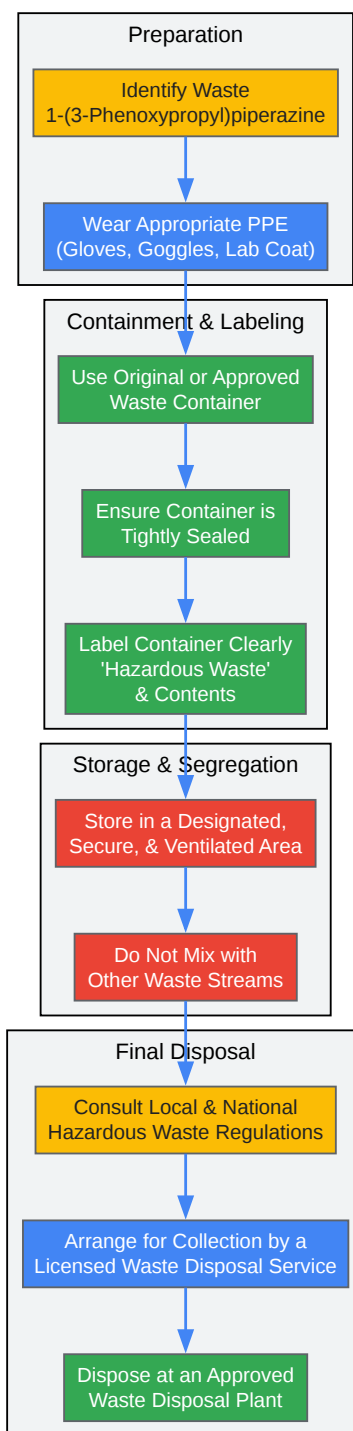 Preparation
Identify Waste
1-(3-Phenoxypropyl)piperazine
Wear Appropriate PPE
(Gloves, Goggles, Lab Coat)
Containment & Labeling
Use Original or Approved
Waste Container
Ensure Container is
Tightly Sealed
Label Container Clearly
'Hazardous Waste'
& Contents
Storage & Segregation
Store in a Designated,
Secure, & Ventilated Area
Do Not Mix with
Other Waste Streams
Final Disposal
Consult Local & National
Hazardous Waste Regulations
Arrange for Collection by a
Licensed Waste Disposal Service
Dispose at an Approved
Waste Disposal Plant